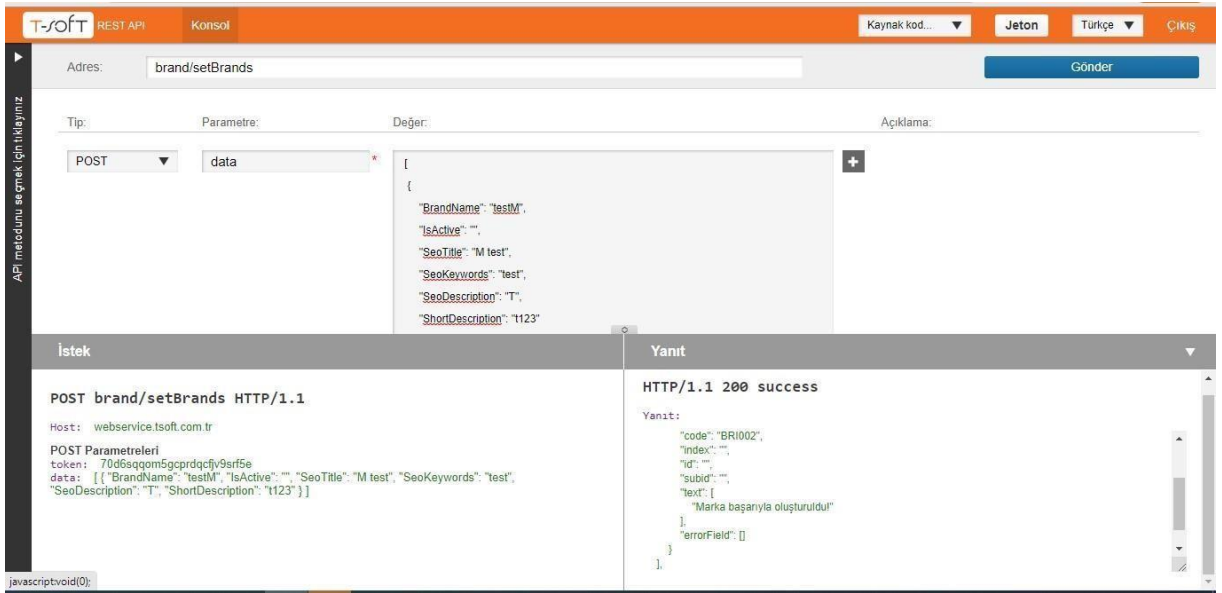 T-SOFT REST API Konsol Kaynak kod... ▼ Jeton Türkçe ▼ Çıkış
API metodunu seçmek için tıklayınız
Adres: brand/setBrands Gönder
Tip: Parametre: Değer: Açıklama:
POST ▼ data * [ +
{
"BrandName": "testM",
"IsActive": "",
"SeoTitle": "M test",
"SeoKeywords": "test",
"SeoDescription": "T",
"ShortDescription": "t123"
İstek
POST brand/setBrands HTTP/1.1
Host: webservice.tsoft.com.tr
POST Parametreleri
token: 70d6sqqom5gcprdqcfjv9srf5e
data: [ { "BrandName": "testM", "IsActive": "", "SeoTitle": "M test", "SeoKeywords": "test",
"SeoDescription": "T", "ShortDescription": "t123" } ]
Yanıt ▼
HTTP/1.1 200 success
Yanıt:
"code": "BRI002",
"index": "",
"id": "",
"subid": "",
"text": [
"Marka başarıyla oluşturuldu!"
],
"errorField": []
}
],
javascript:void(0);